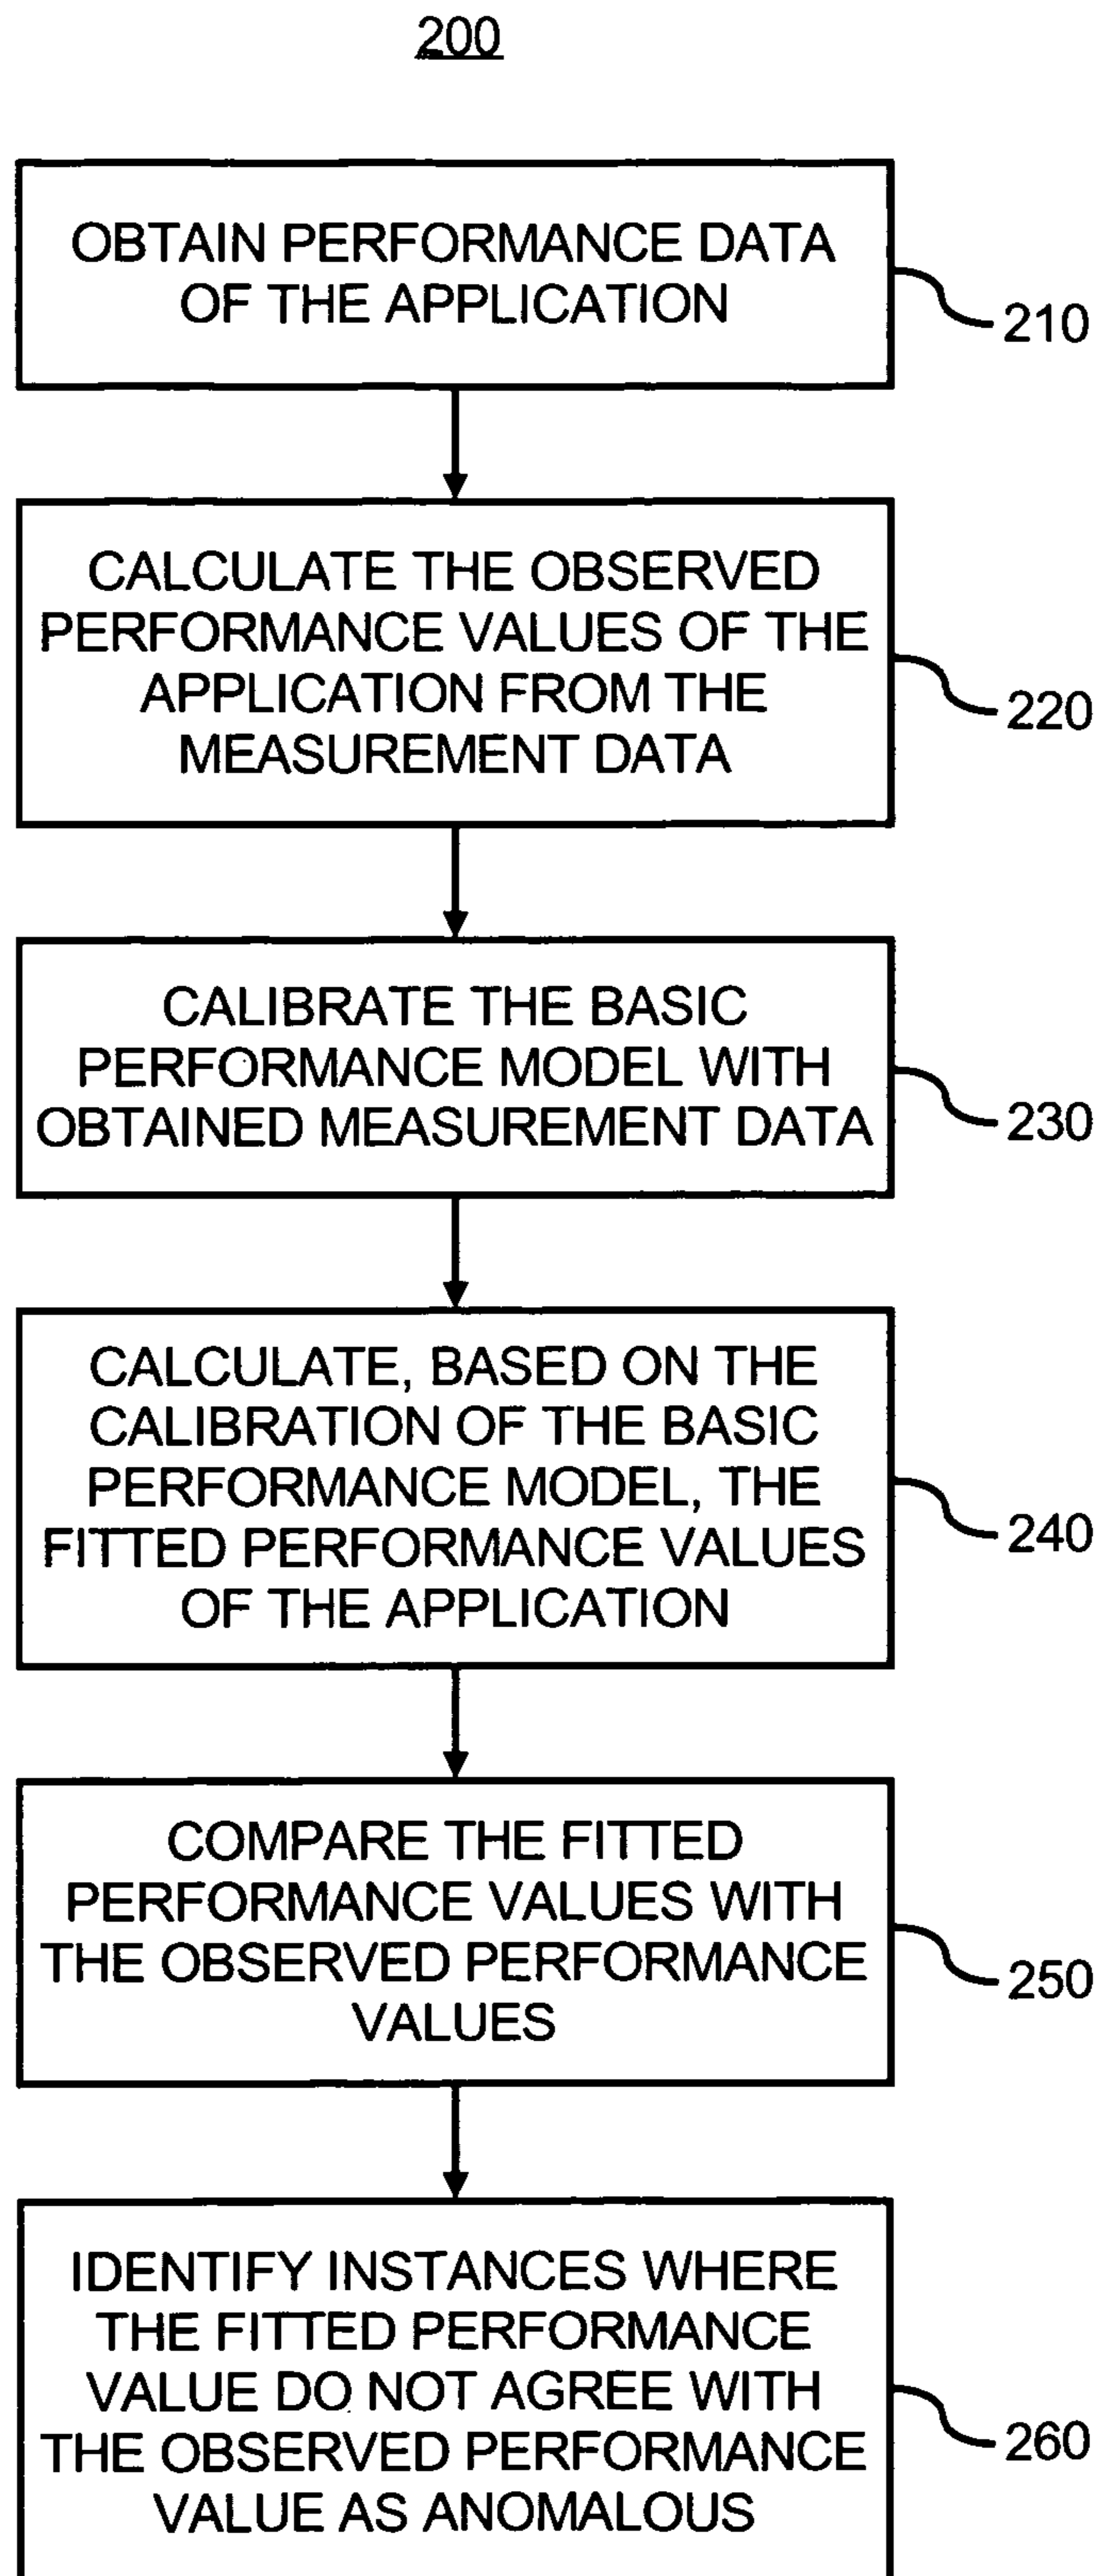 200
OBTAIN PERFORMANCE DATA
OF THE APPLICATION
210
CALCULATE THE OBSERVED
PERFORMANCE VALUES OF THE
APPLICATION FROM THE
MEASUREMENT DATA
220
CALIBRATE THE BASIC
PERFORMANCE MODEL WITH
OBTAINED MEASUREMENT DATA
230
CALCULATE, BASED ON THE
CALIBRATION OF THE BASIC
PERFORMANCE MODEL, THE
FITTED PERFORMANCE VALUES
OF THE APPLICATION
240
COMPARE THE FITTED
PERFORMANCE VALUES WITH
THE OBSERVED PERFORMANCE
VALUES
250
IDENTIFY INSTANCES WHERE
THE FITTED PERFORMANCE
VALUE DO NOT AGREE WITH
THE OBSERVED PERFORMANCE
VALUE AS ANOMALOUS
260